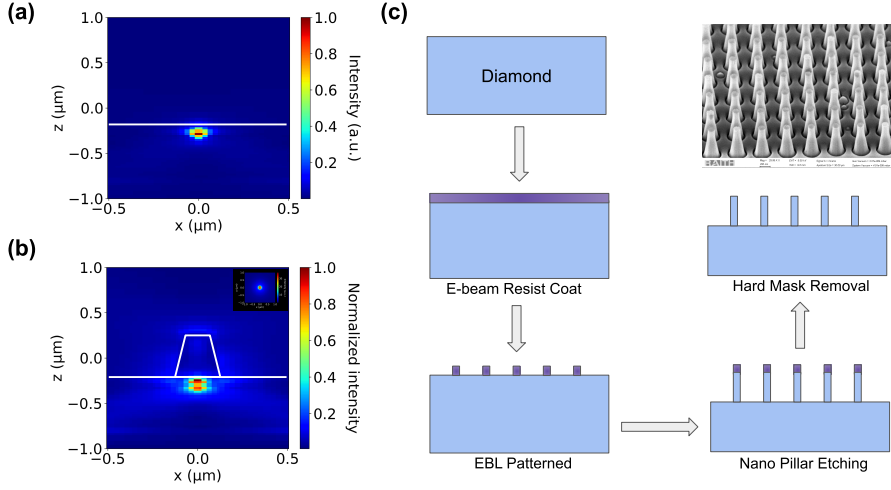 (a)
1.0
0.5
0.0
−0.5
−1.0
z (μm)
−0.5
0.0
0.5
x (μm)
1.0
0.8
0.6
0.4
0.2
Intensity (a.u.)
(b)
1.0
0.5
0.0
−0.5
−1.0
z (μm)
−0.5
0.0
0.5
x (μm)
1.0
0.8
0.6
0.4
0.2
Normalized intensity
(c)
Diamond
E-beam Resist Coat
EBL Patterned
Nano Pillar Etching
Hard Mask Removal
RAITH